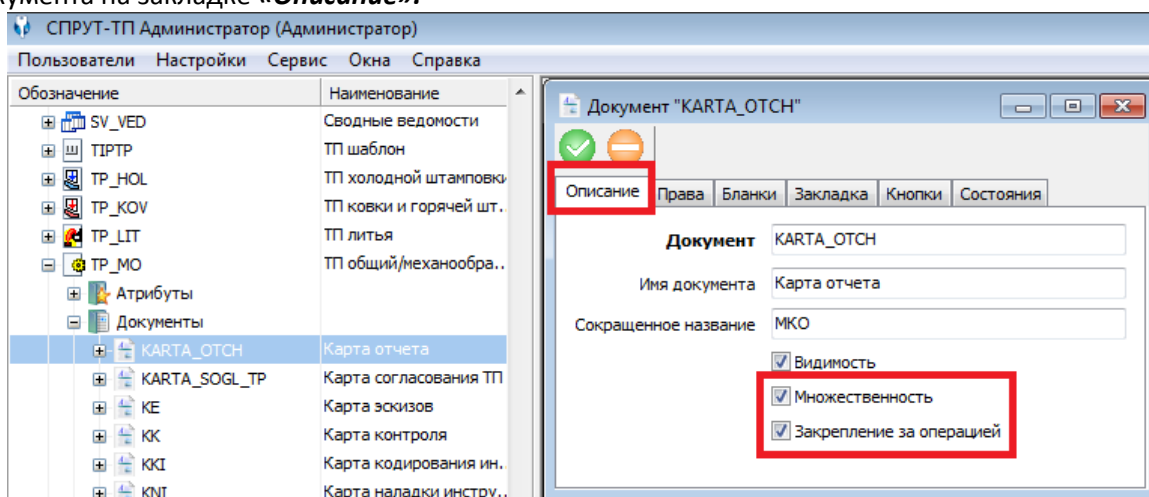 кумента на закладке «Описание».
СПРУТ-ТП Администратор (Администратор)
Пользователи Настройки Сервис Окна Справка
Обозначение Наименование
SV_VED Сводные ведомости
TIPTP ТП шаблон
TP_HOL ТП холодной штамповки
TP_KOV ТП ковки и горячей шт..
TP_LIT ТП литья
TP_MO ТП общий/механообра..
Атрибуты
Документы
KARTA_OTCH Карта отчета
KARTA_SOGL_TP Карта согласования ТП
KE Карта эскизов
KK Карта контроля
KKI Карта кодирования ин..
KNI Карта наладки инстру..
Документ "KARTA_OTCH"
Описание Права Бланки Закладка Кнопки Состояния
Документ KARTA_OTCH
Имя документа Карта отчета
Сокращенное название МКО
Видимость
Множественность
Закрепление за операцией